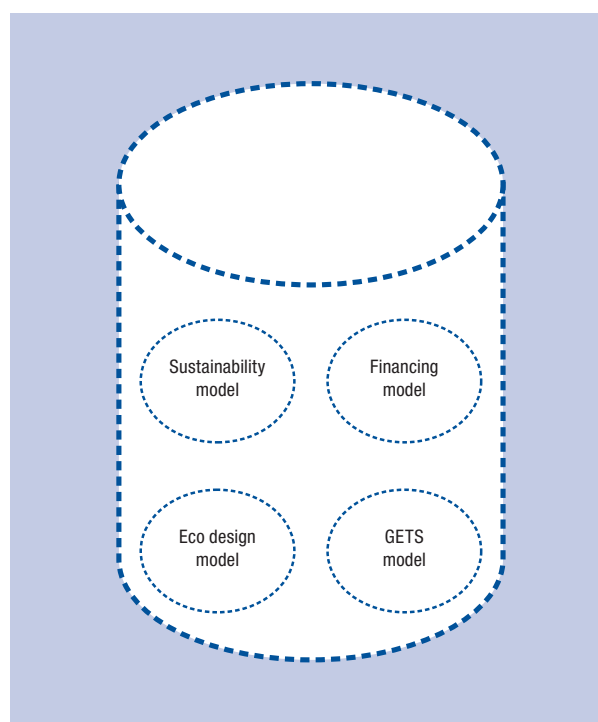 Sustainability
model
Financing
model
Eco design
model
GETS
model